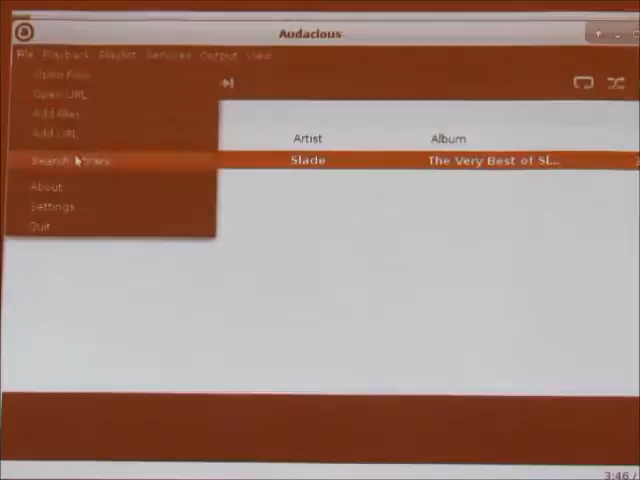 Audacious
File Playback Playlist Services Output View
Open Files
Open URL
Add Files
Add URL
Artist Album
Search Library
Slade The Very Best of Sl...
About
Settings
Quit
3:46 /